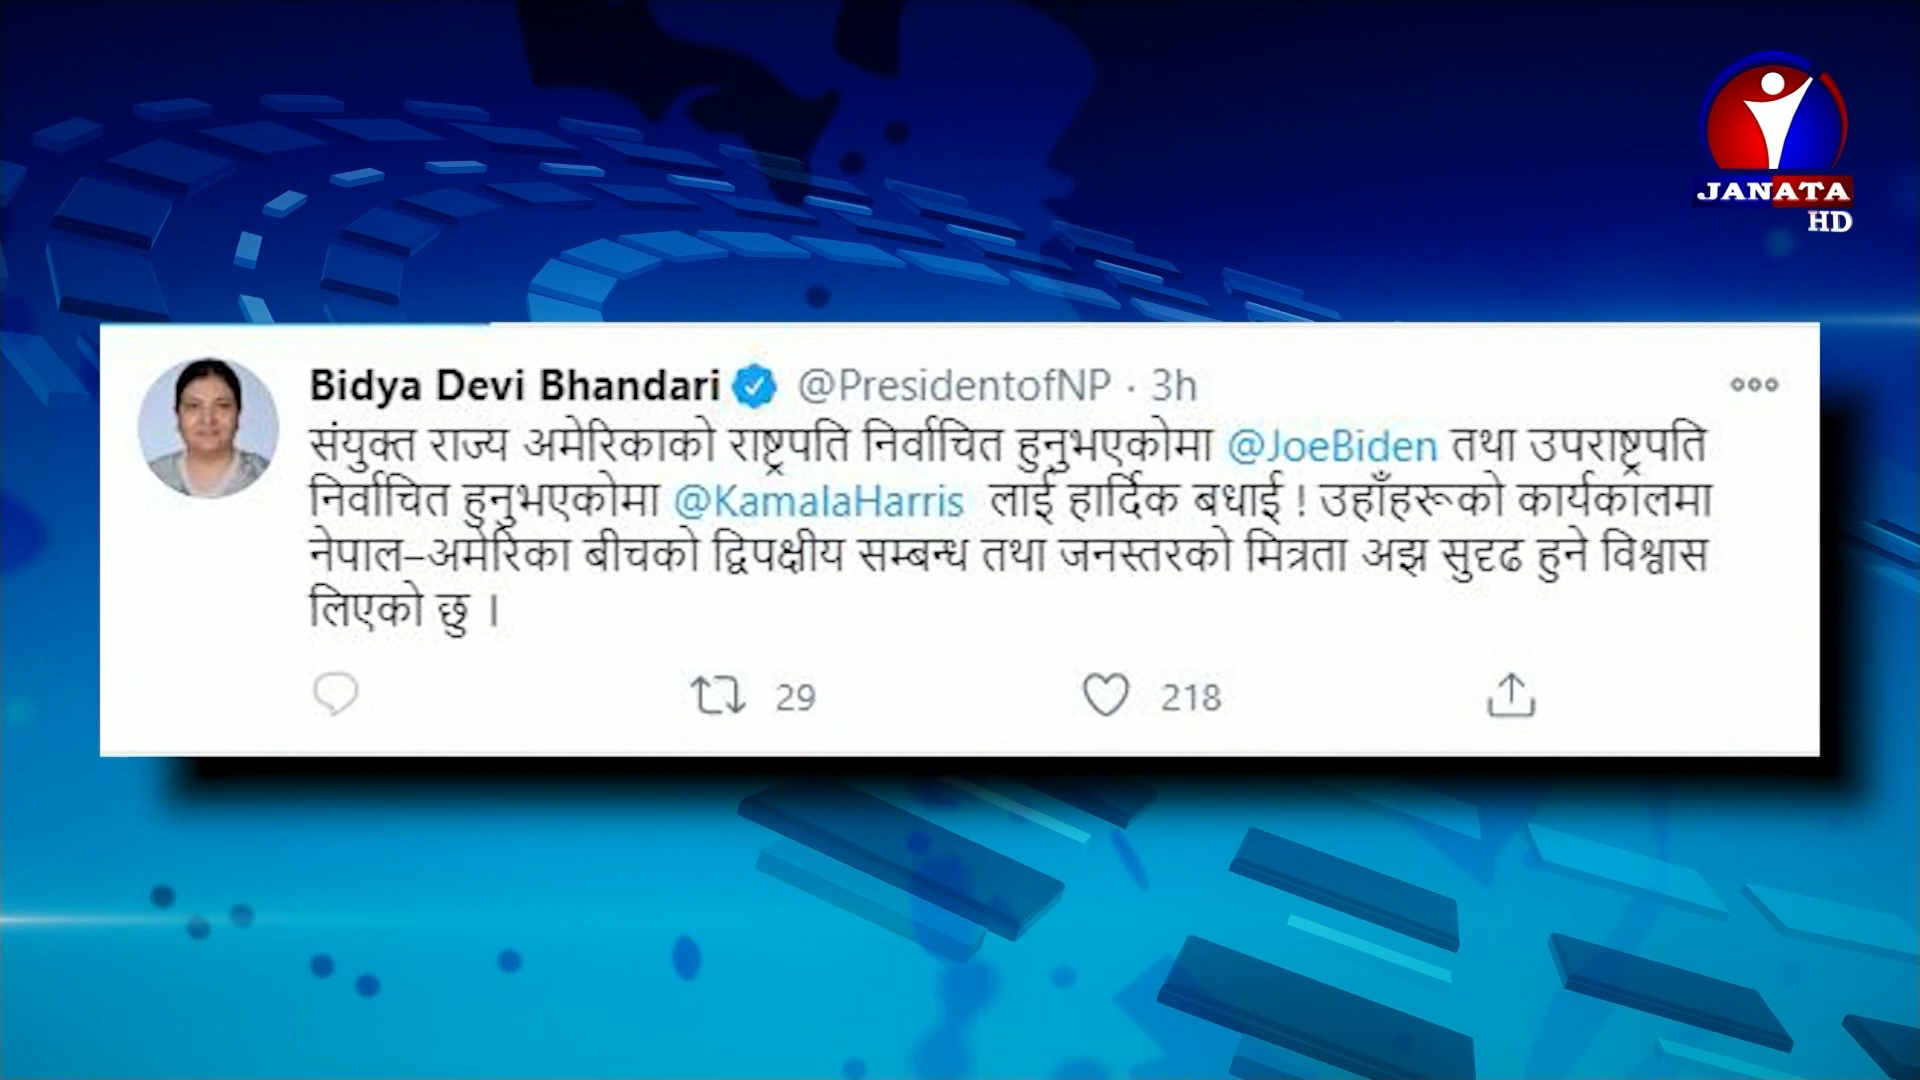 JANATA
HD
Bidya Devi Bhandari @PresidentofNP · 3h
संयुक्त राज्य अमेरिकाको राष्ट्रपति निर्वाचित हुनुभएकोमा @JoeBiden तथा उपराष्ट्रपति
निर्वाचित हुनुभएकोमा @KamalaHarris लाई हार्दिक बधाई ! उहाँहरूको कार्यकालमा
नेपाल–अमेरिका बीचको द्विपक्षीय सम्बन्ध तथा जनस्तरको मित्रता अझ सुदृढ हुने विश्वास
लिएको छु ।
29 218